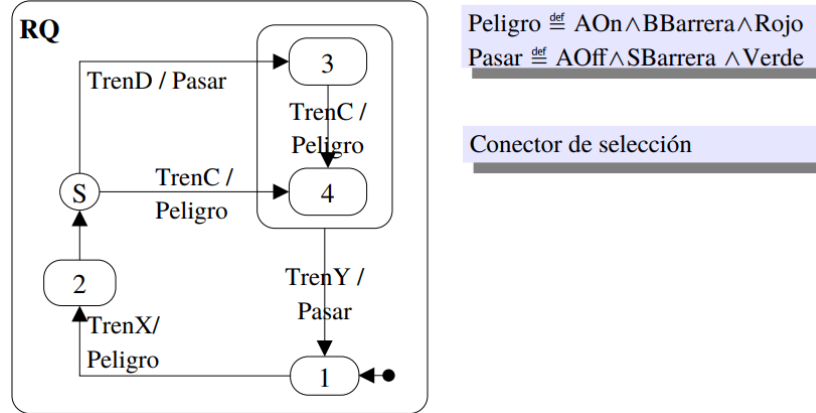 RQ
3
TrenD / Pasar
TrenC /
Peligro
S
TrenC /
Peligro
4
2
TrenY /
Pasar
TrenX/
Peligro
1
Peligro ≝ AOn∧BBarrera∧Rojo
Pasar ≝ AOff∧SBarrera ∧Verde
Conector de selección